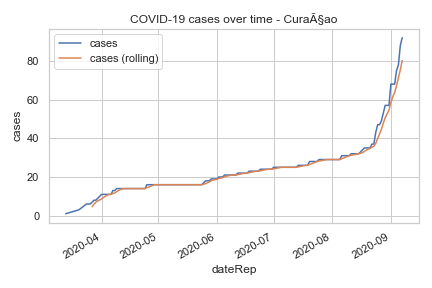 COVID-19 cases over time - CuraÃ§ao
cases
cases (rolling)
80
60
40
20
0
cases
2020-04
2020-05
2020-06
2020-07
2020-08
2020-09
dateRep